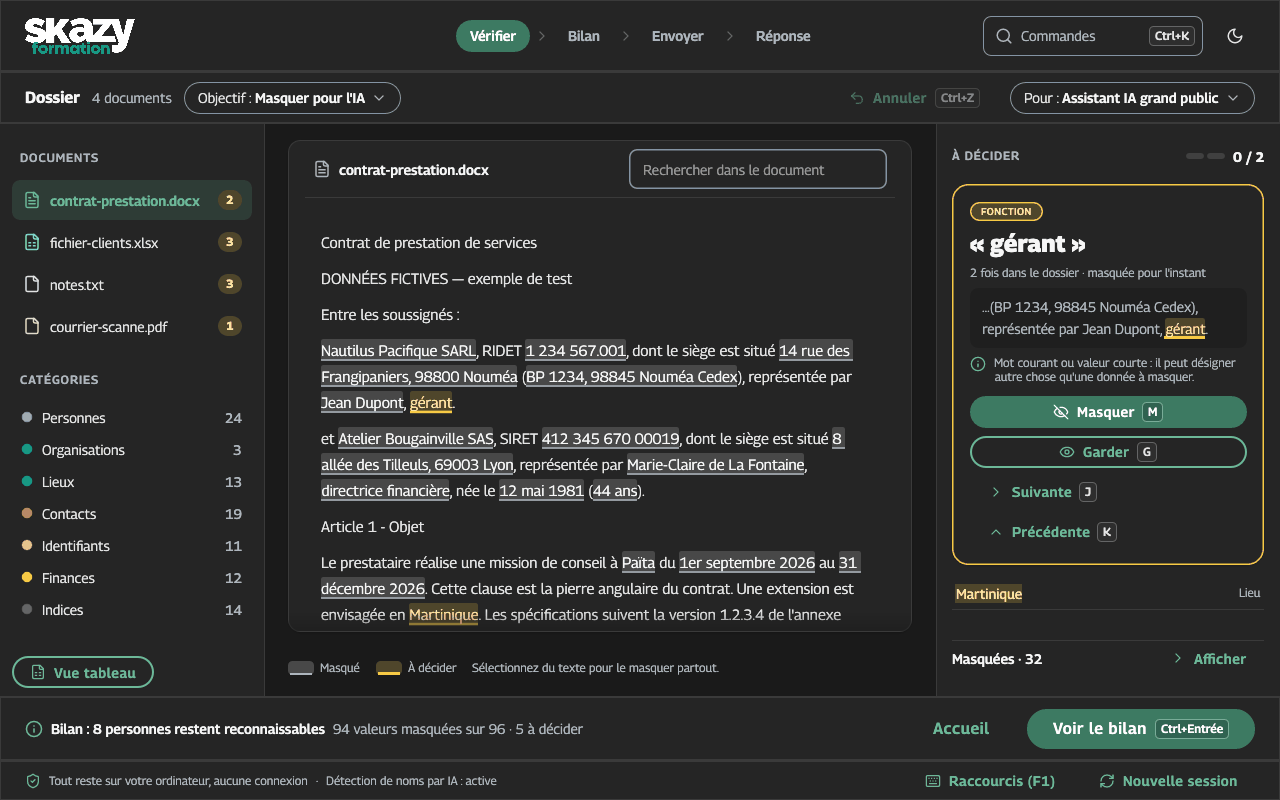 skazy
formation
Vérifier
Bilan
Envoyer
Réponse
Commandes
Ctrl+K
Dossier
4 documents
Objectif : Masquer pour l'IA
Annuler
Ctrl+Z
Pour : Assistant IA grand public
DOCUMENTS
contrat-prestation.docx
2
fichier-clients.xlsx
3
notes.txt
3
courrier-scanne.pdf
1
CATÉGORIES
Personnes
24
Organisations
3
Lieux
13
Contacts
19
Identifiants
11
Finances
12
Indices
14
Vue tableau
contrat-prestation.docx
Rechercher dans le document
Contrat de prestation de services
DONNÉES FICTIVES — exemple de test
Entre les soussignés :
Nautilus Pacifique SARL, RIDET 1 234 567.001, dont le siège est situé 14 rue des
Frangipaniers, 98800 Nouméa (BP 1234, 98845 Nouméa Cedex), représentée par
Jean Dupont, gérant.
et Atelier Bougainville SAS, SIRET 412 345 670 00019, dont le siège est situé 8
allée des Tilleuls, 69003 Lyon, représentée par Marie-Claire de La Fontaine,
directrice financière, née le 12 mai 1981 (44 ans).
Article 1 - Objet
Le prestataire réalise une mission de conseil à Païta du 1er septembre 2026 au 31
décembre 2026. Cette clause est la pierre angulaire du contrat. Une extension est
envisagée en Martinique. Les spécifications suivent la version 1.2.3.4 de l'annexe
Masqué
À décider
Sélectionnez du texte pour le masquer partout.
À DÉCIDER
0 / 2
FONCTION
« gérant »
2 fois dans le dossier · masquée pour l'instant
…(BP 1234, 98845 Nouméa Cedex),
représentée par Jean Dupont, gérant.
Mot courant ou valeur courte : il peut désigner
autre chose qu'une donnée à masquer.
Masquer
M
Garder
G
Suivante
J
Précédente
K
Martinique
Lieu
Masquées · 32
Afficher
Bilan : 8 personnes restent reconnaissables
94 valeurs masquées sur 96 · 5 à décider
Accueil
Voir le bilan
Ctrl+Entrée
Tout reste sur votre ordinateur, aucune connexion · Détection de noms par IA : active
Raccourcis (F1)
Nouvelle session